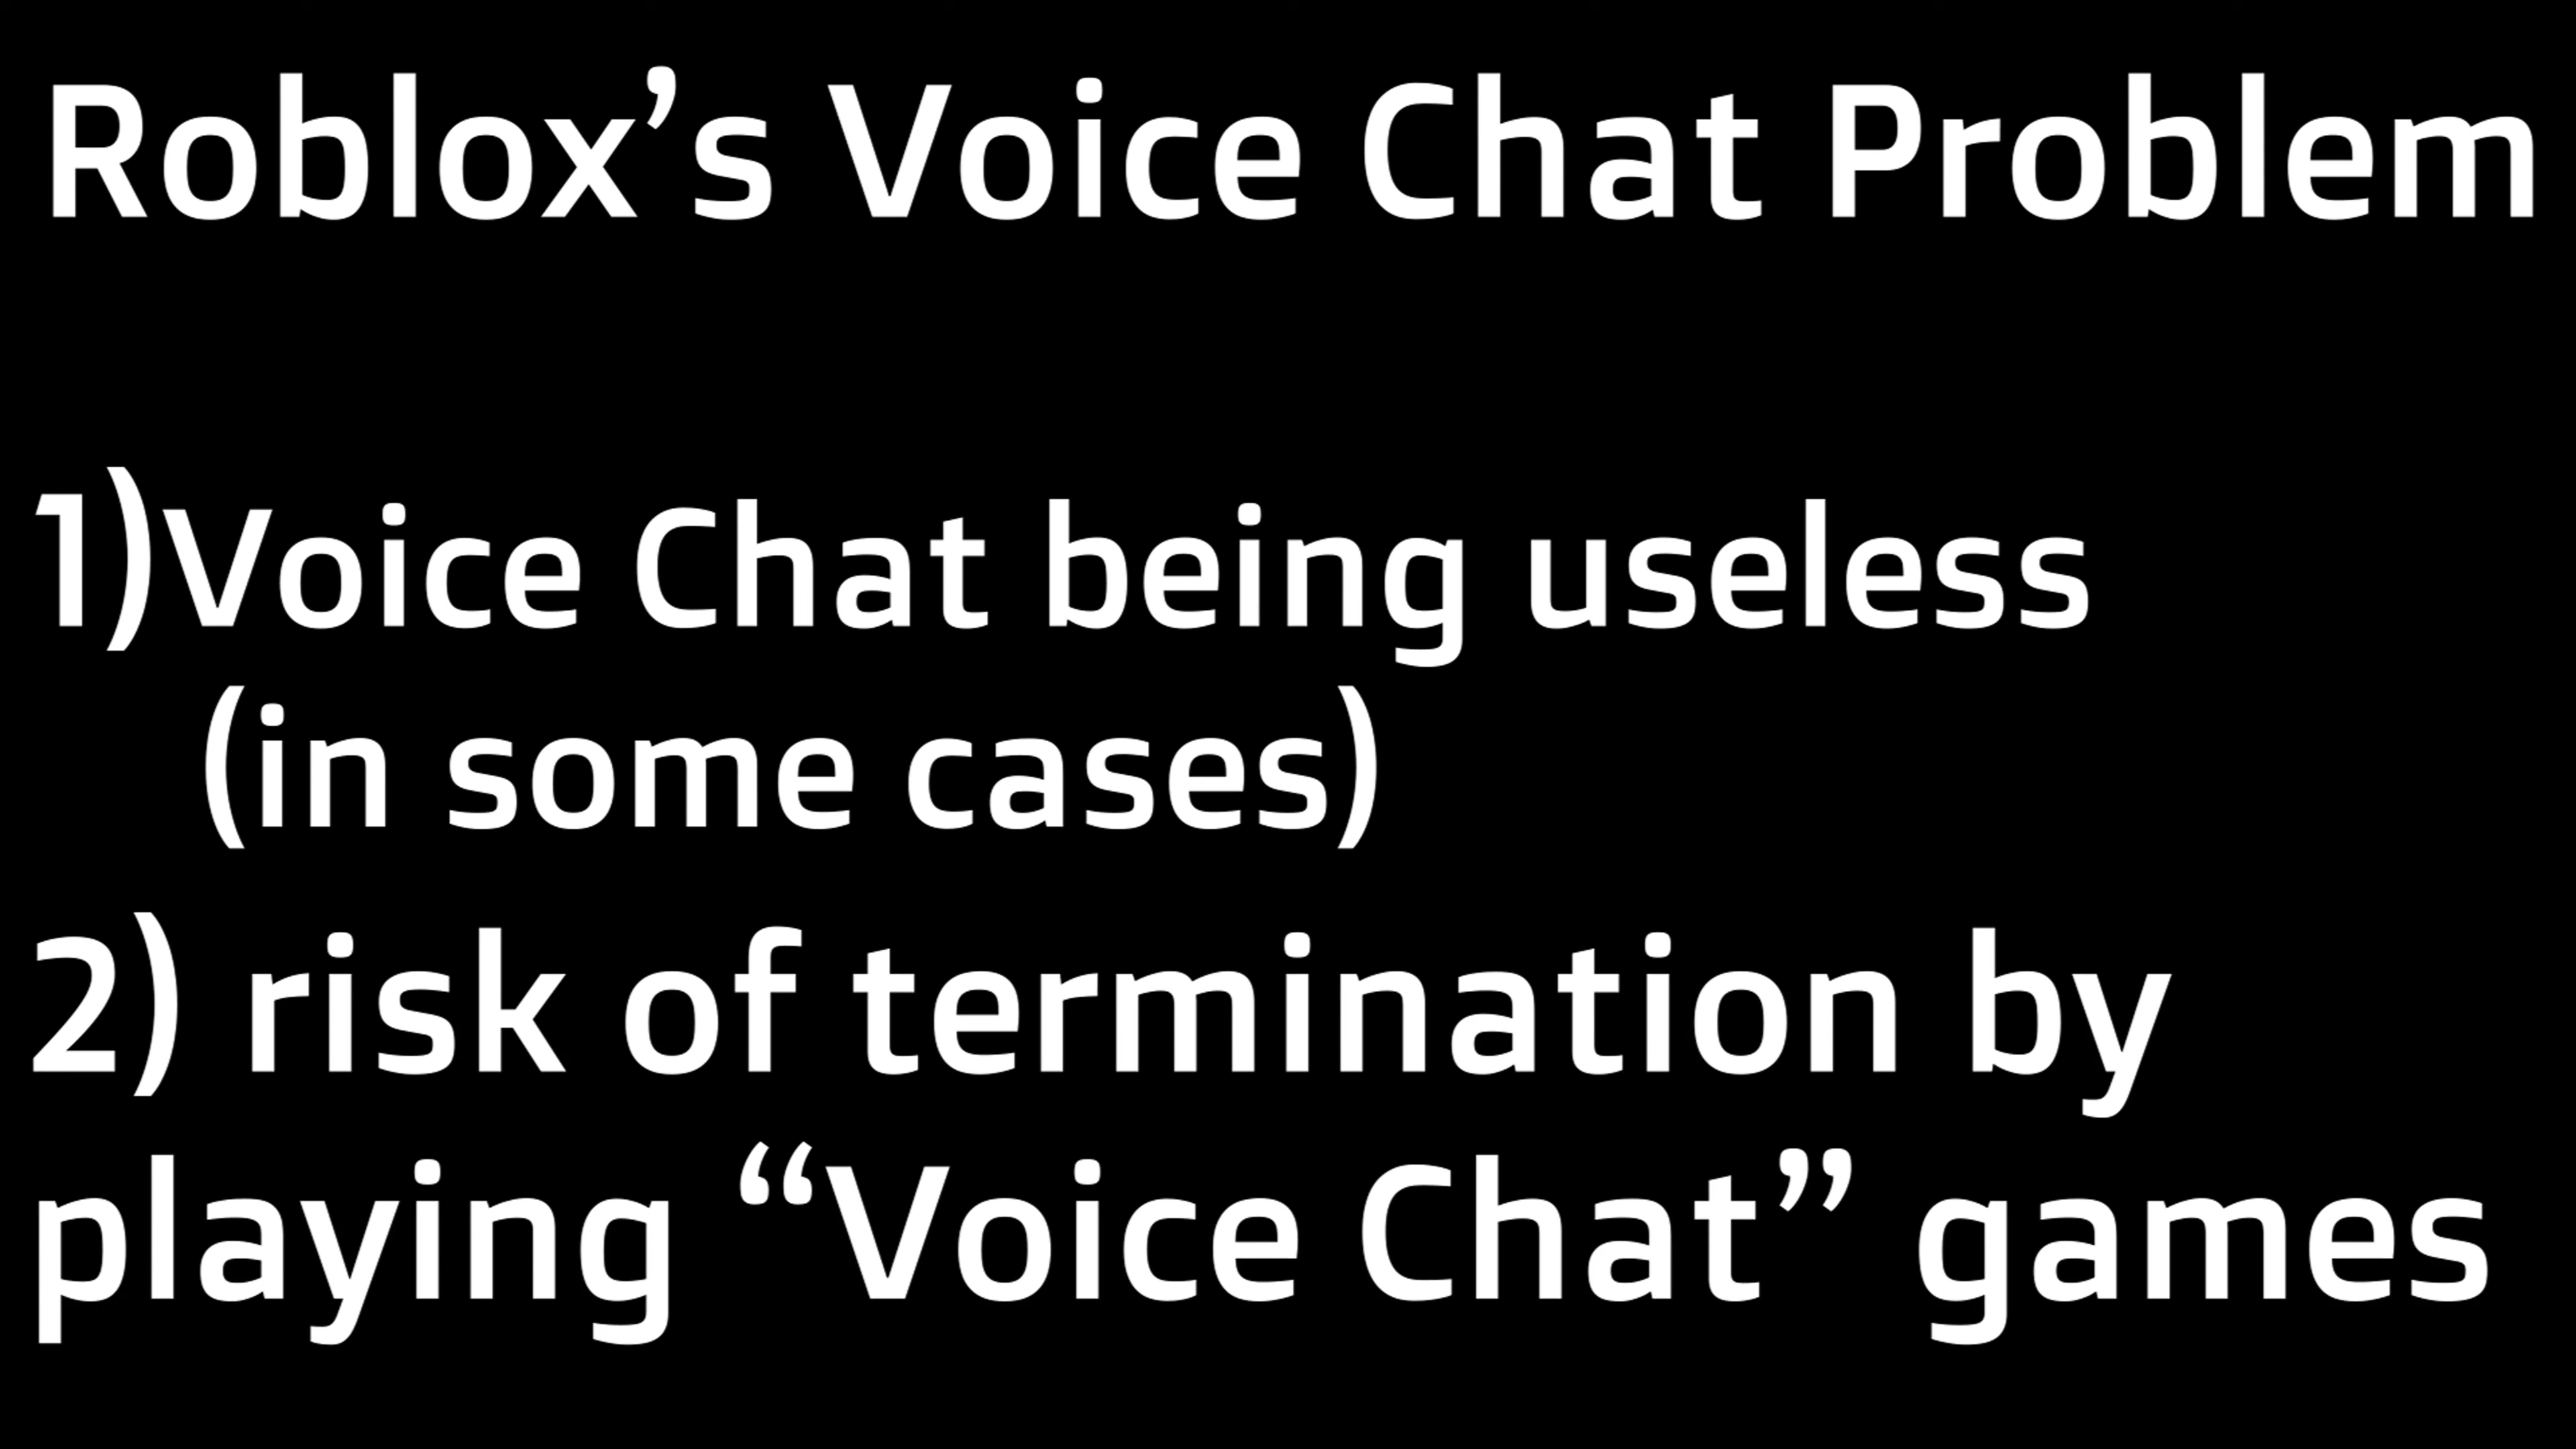 Roblox’s Voice Chat Problem
1)Voice Chat being useless
(in some cases)
2) risk of termination by
playing “Voice Chat” games